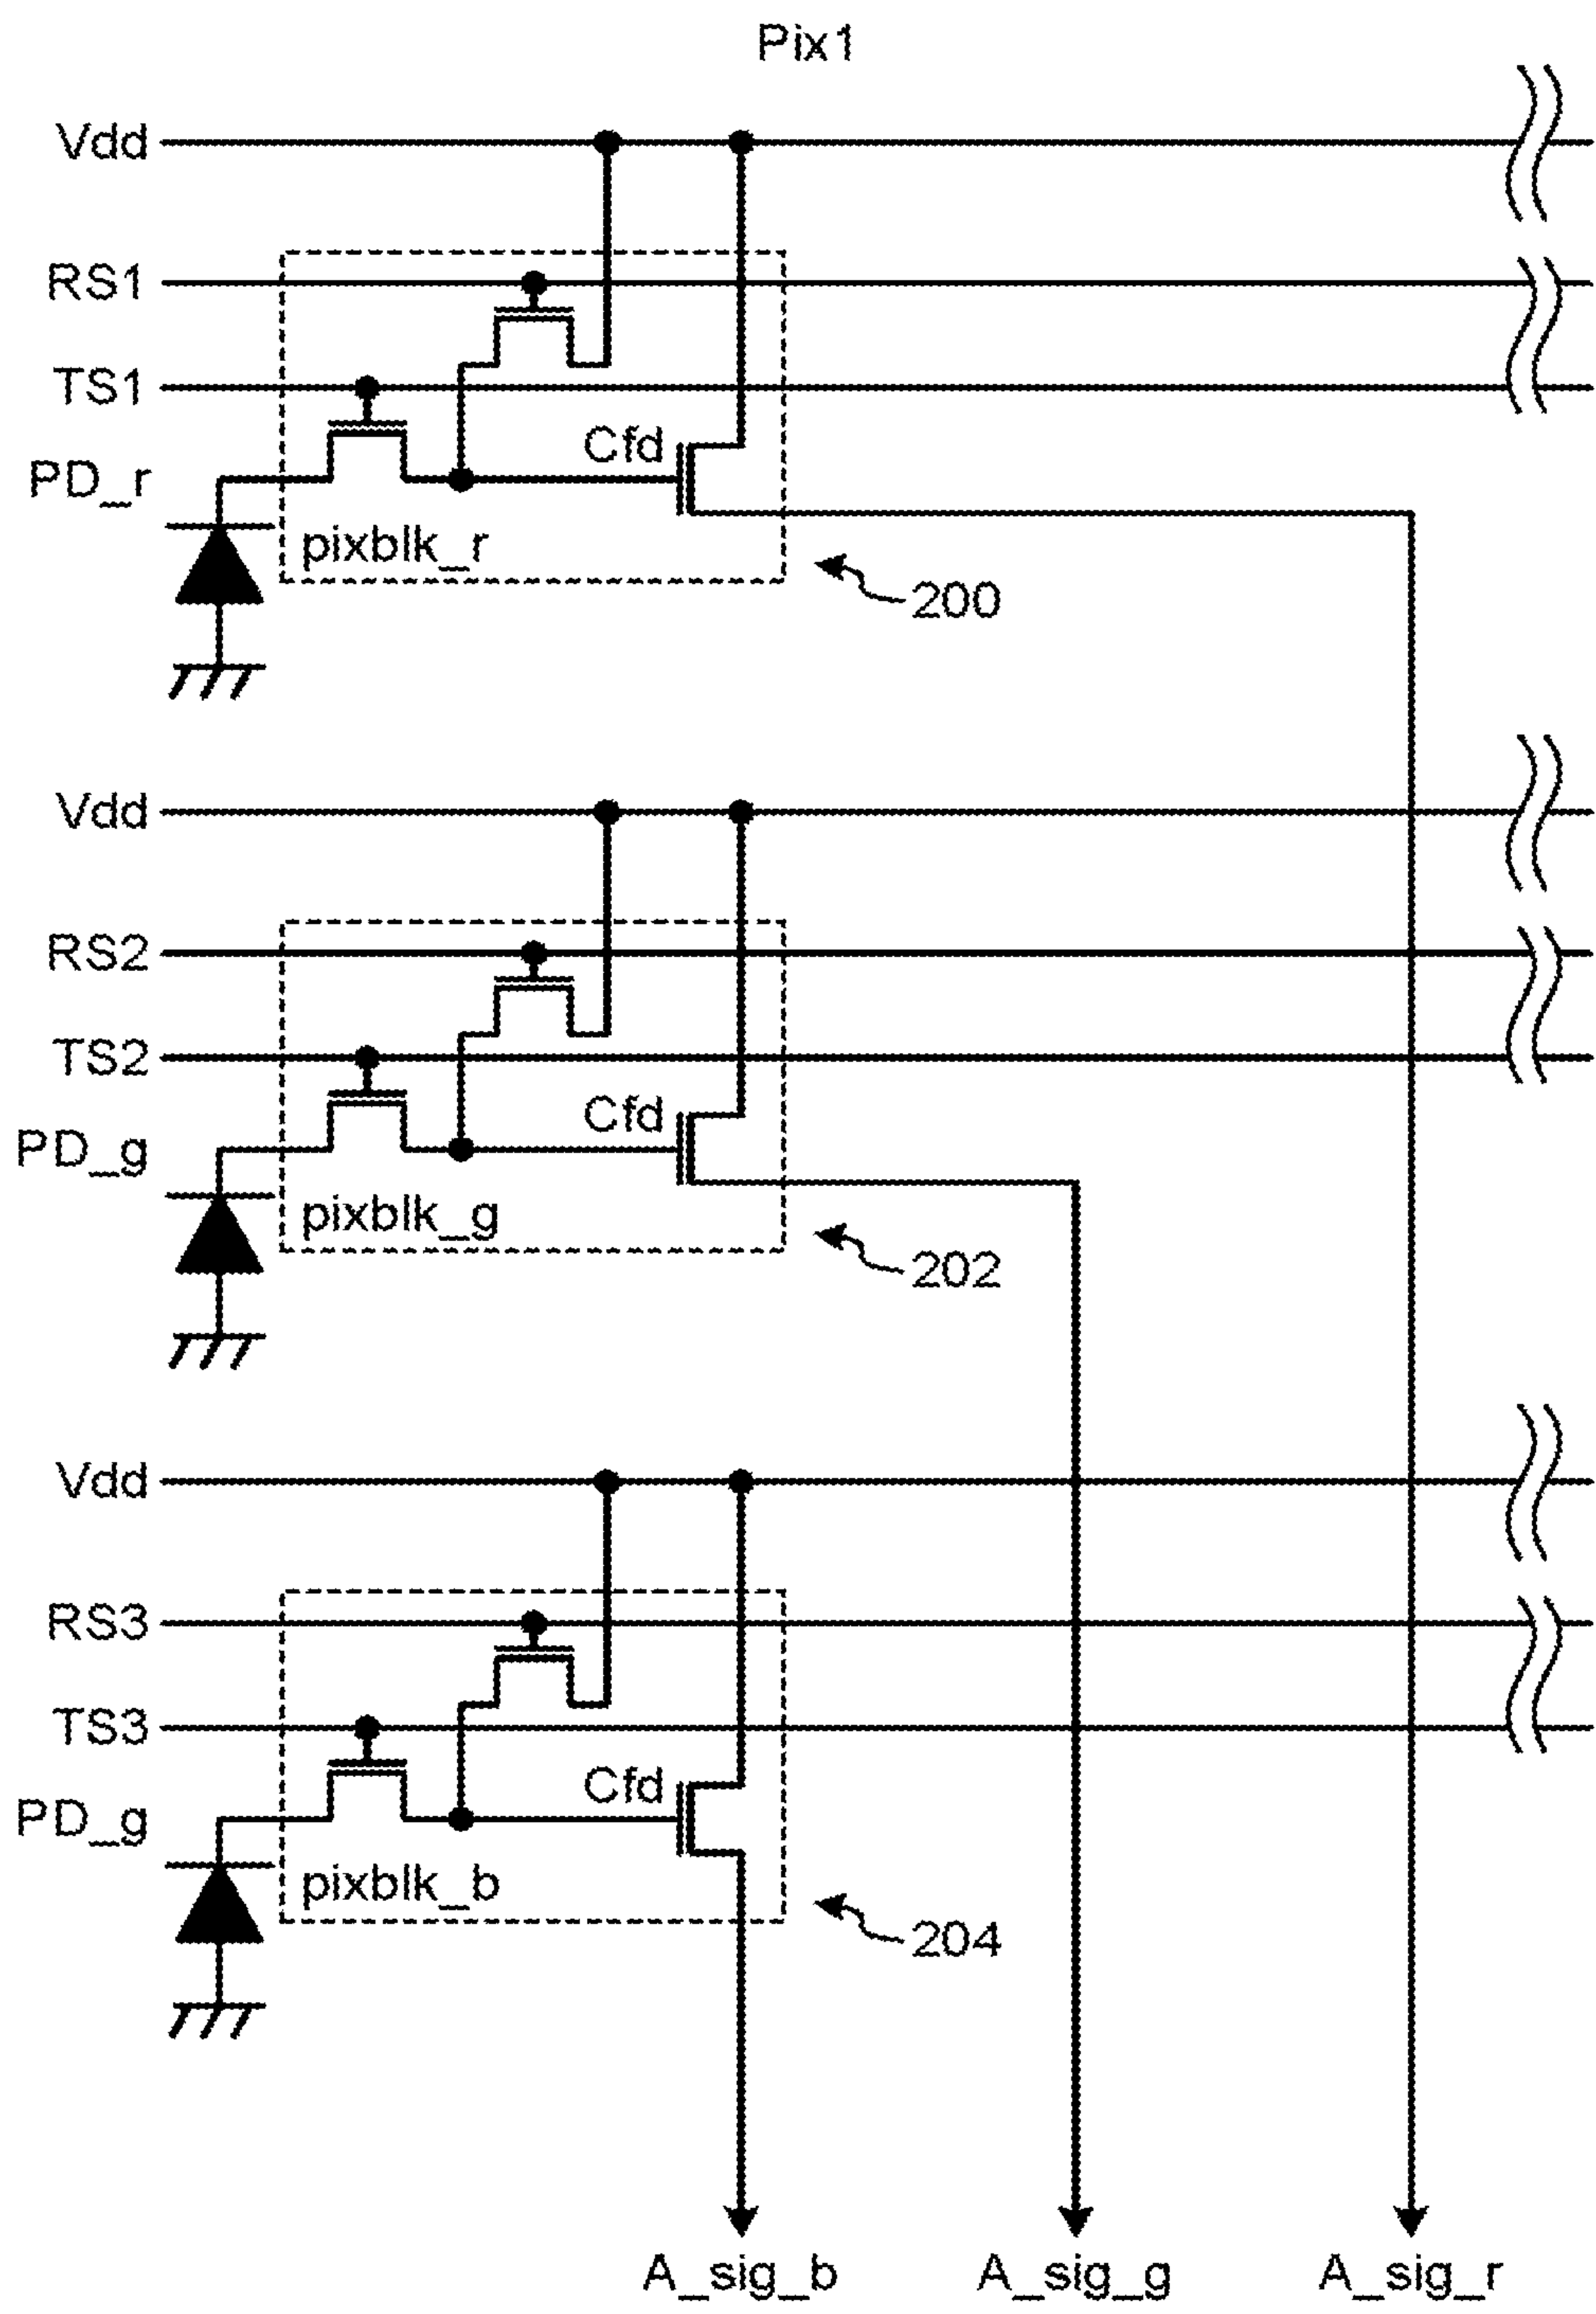 Pix1
Vdd
RS1
TS1
Cfd
PD_r
pixblk_r
200
Vdd
RS2
TS2
Cfd
PD_g
pixblk_g
202
Vdd
RS3
TS3
Cfd
PD_g
pixblk_b
204
A_sig_b A_sig_g A_sig_r